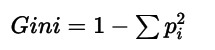 Gini = 1 − ∑ p_i^2